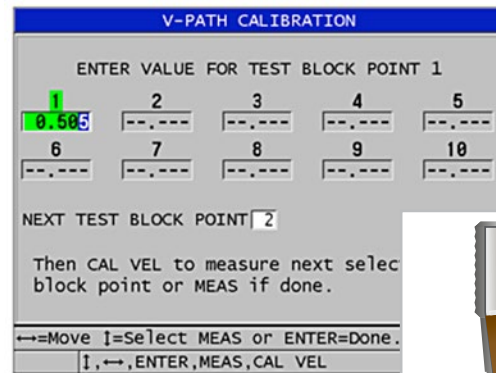 V-PATH CALIBRATION
ENTER VALUE FOR TEST BLOCK POINT 1
1 2 3 4 5
0.505 --.--- --.--- --.--- --.---
6 7 8 9 10
--.--- --.--- --.--- --.--- --.---
NEXT TEST BLOCK POINT 2
Then CAL VEL to measure next selec
block point or MEAS if done.
↔=Move ↕=Select MEAS or ENTER=Done.
↕,↔,ENTER,MEAS,CAL VEL